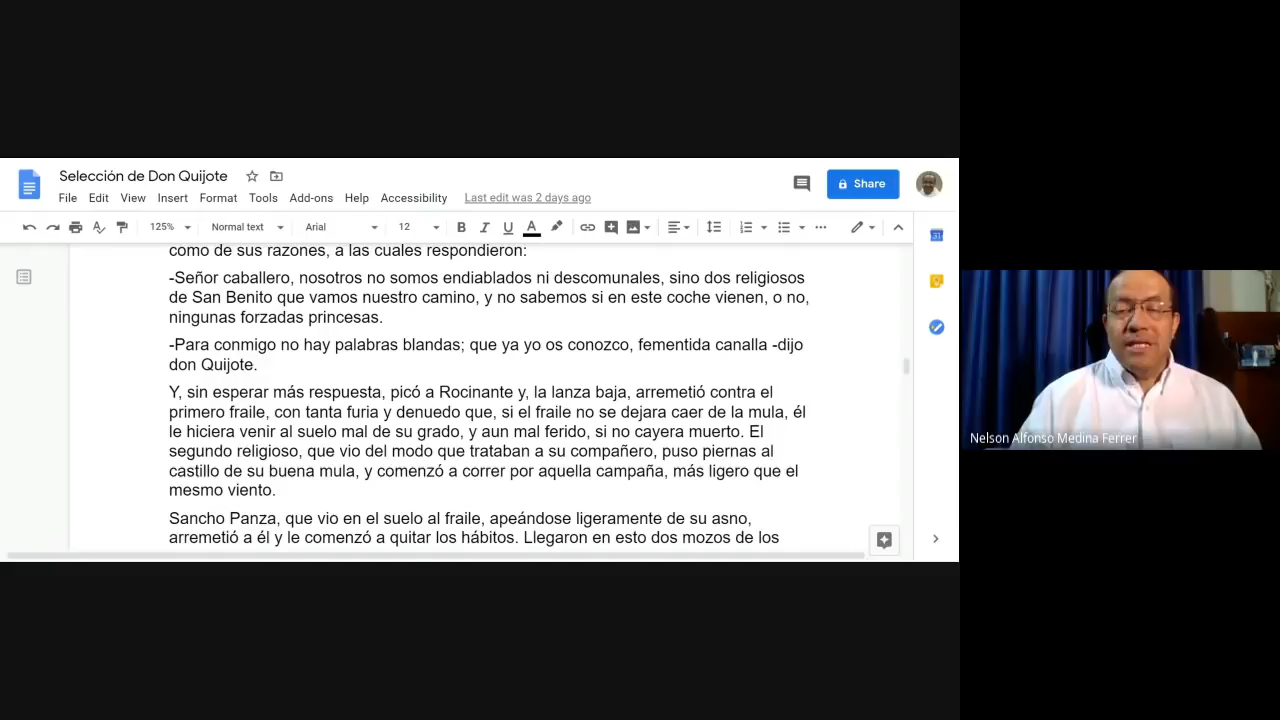 Selección de Don Quijote
File Edit View Insert Format Tools Add-ons Help Accessibility Last edit was 2 days ago
Share
125% Normal text Arial 12 B I U A
como de sus razones, a las cuales respondieron:
-Señor caballero, nosotros no somos endiablados ni descomunales, sino dos religiosos
de San Benito que vamos nuestro camino, y no sabemos si en este coche vienen, o no,
ningunas forzadas princesas.
-Para conmigo no hay palabras blandas; que ya yo os conozco, fementida canalla -dijo
don Quijote.
Y, sin esperar más respuesta, picó a Rocinante y, la lanza baja, arremetió contra el
primero fraile, con tanta furia y denuedo que, si el fraile no se dejara caer de la mula, él
le hiciera venir al suelo mal de su grado, y aun mal ferido, si no cayera muerto. El
segundo religioso, que vio del modo que trataban a su compañero, puso piernas al
castillo de su buena mula, y comenzó a correr por aquella campaña, más ligero que el
mesmo viento.
Sancho Panza, que vio en el suelo al fraile, apeándose ligeramente de su asno,
arremetió a él y le comenzó a quitar los hábitos. Llegaron en esto dos mozos de los
31
Nelson Alfonso Medina Ferrer